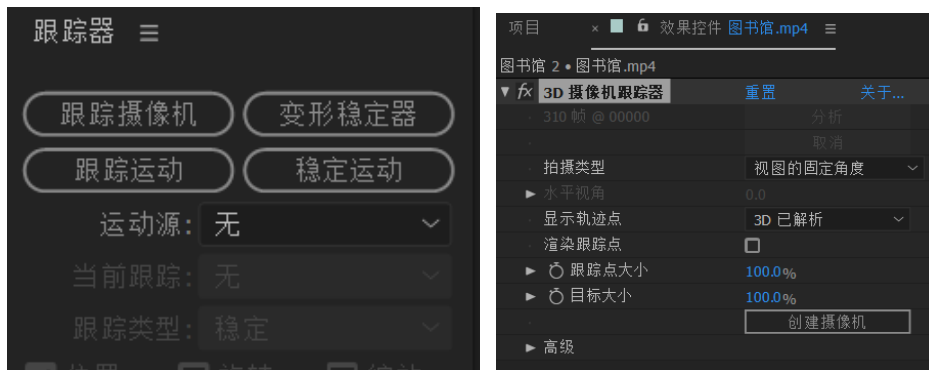 跟踪器
跟踪摄像机
变形稳定器
跟踪运动
稳定运动
运动源: 无
当前跟踪: 无
跟踪类型: 稳定
项目
× 效果控件 图书馆.mp4
图书馆 2 • 图书馆.mp4
fx 3D 摄像机跟踪器 重置 关于...
310 帧 @ 00000 分析
取消
拍摄类型 视图的固定角度
水平视角 0.0
显示轨迹点 3D 已解析
渲染跟踪点
跟踪点大小 100.0%
目标大小 100.0%
创建摄像机
高级